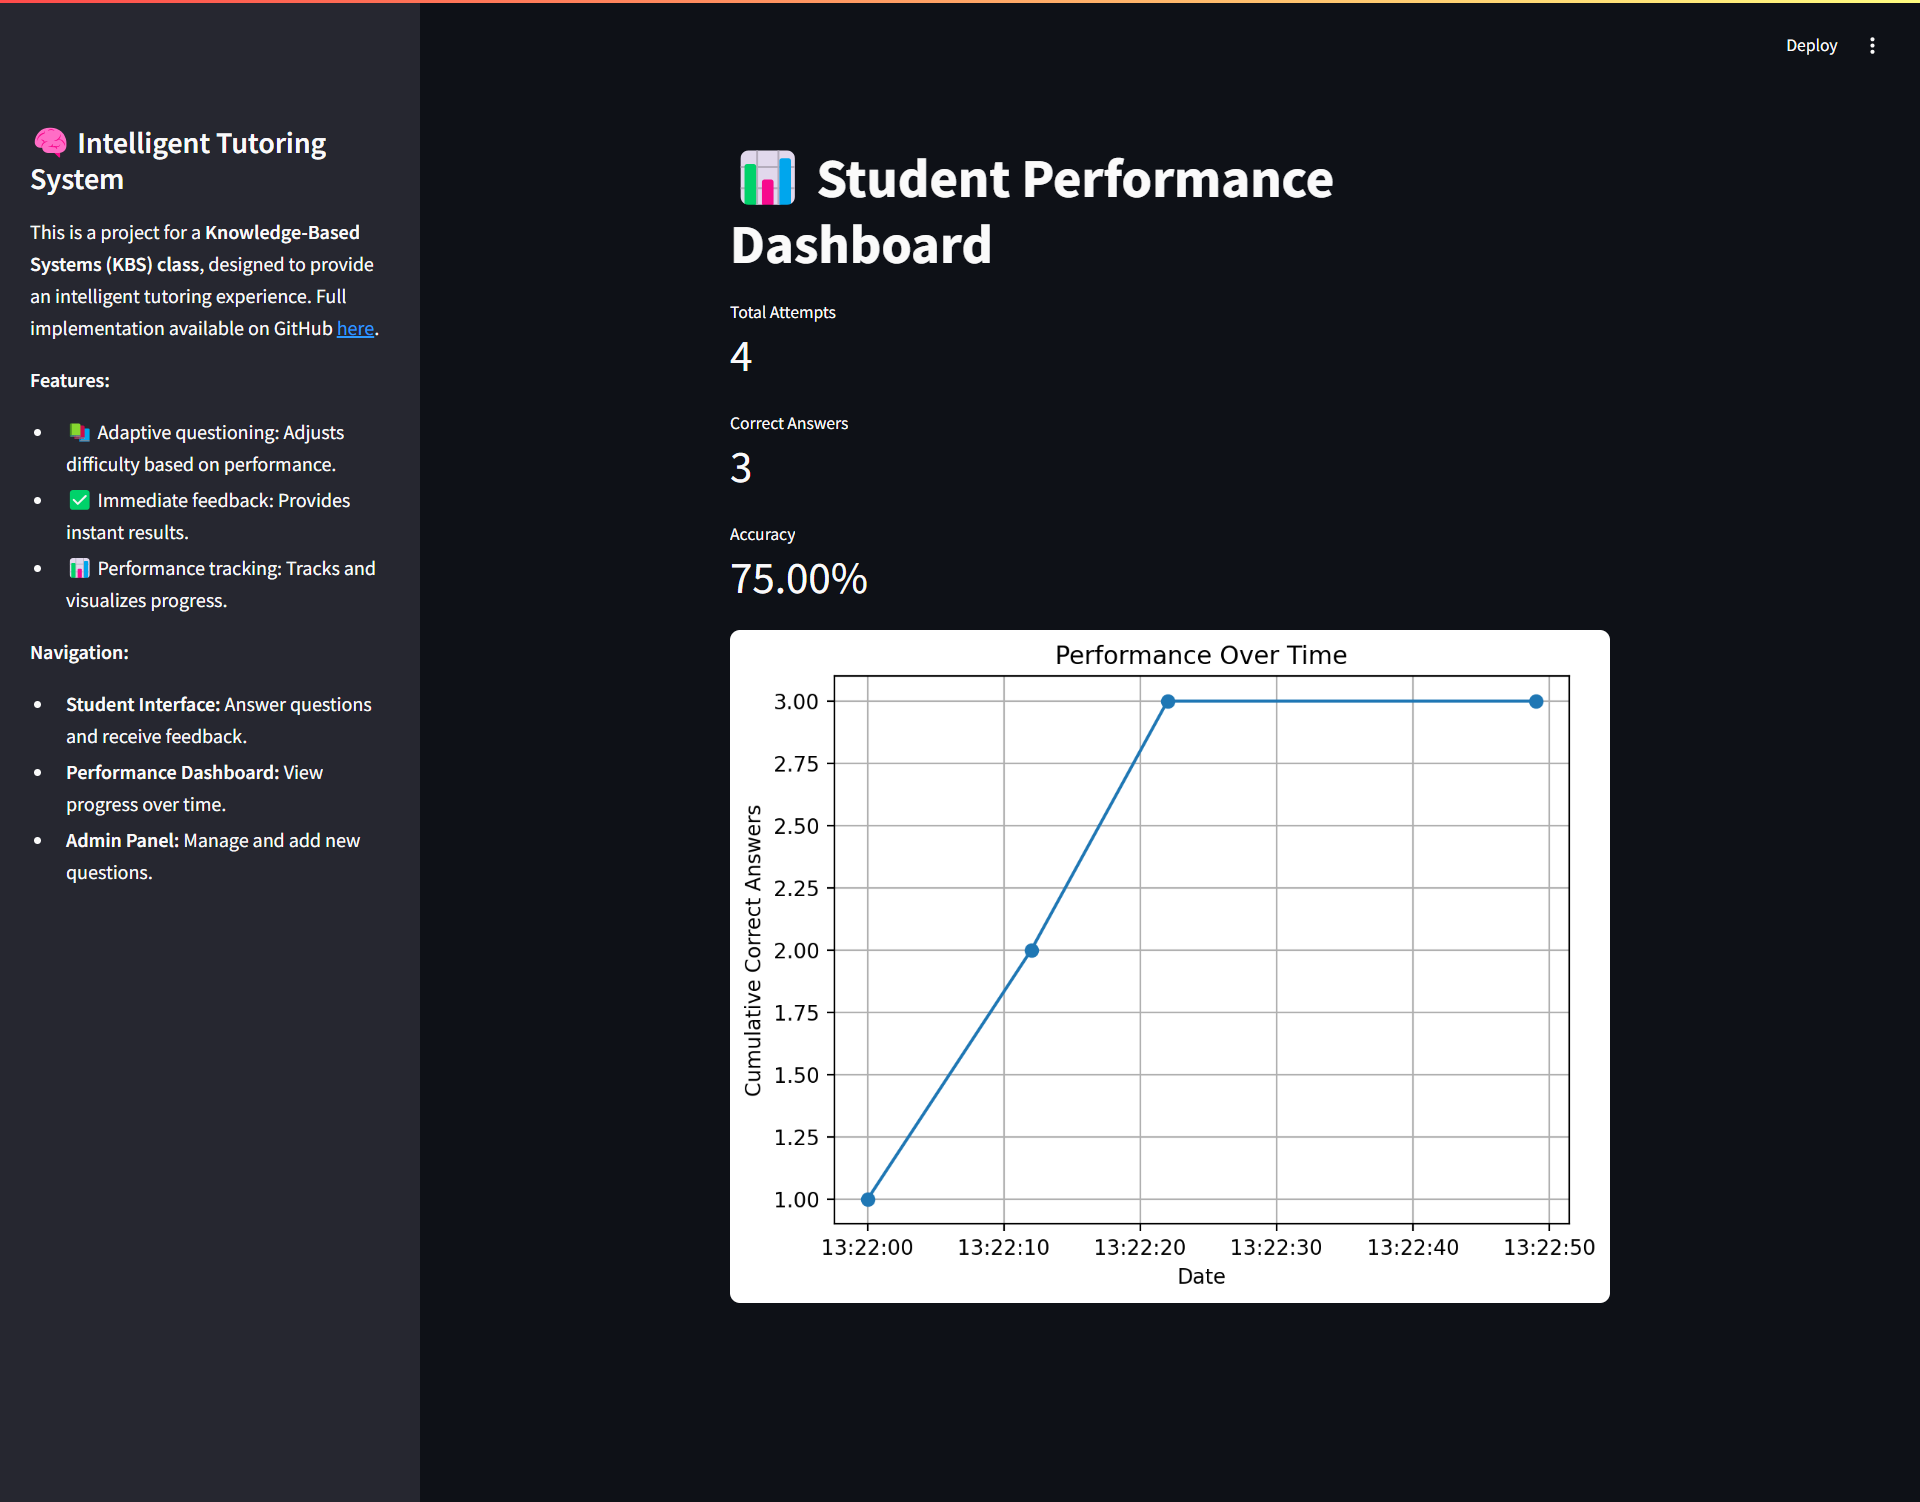 Deploy
🧠 Intelligent Tutoring
System
This is a project for a Knowledge-Based
Systems (KBS) class, designed to provide
an intelligent tutoring experience. Full
implementation available on GitHub here.
Features:
• 📚 Adaptive questioning: Adjusts
difficulty based on performance.
• ✅ Immediate feedback: Provides
instant results.
• 📊 Performance tracking: Tracks and
visualizes progress.
Navigation:
• Student Interface: Answer questions
and receive feedback.
• Performance Dashboard: View
progress over time.
• Admin Panel: Manage and add new
questions.
📊 Student Performance
Dashboard
Total Attempts
4
Correct Answers
3
Accuracy
75.00%
Performance Over Time
Cumulative Correct Answers
3.00
2.75
2.50
2.25
2.00
1.75
1.50
1.25
1.00
13:22:00 13:22:10 13:22:20 13:22:30 13:22:40 13:22:50
Date